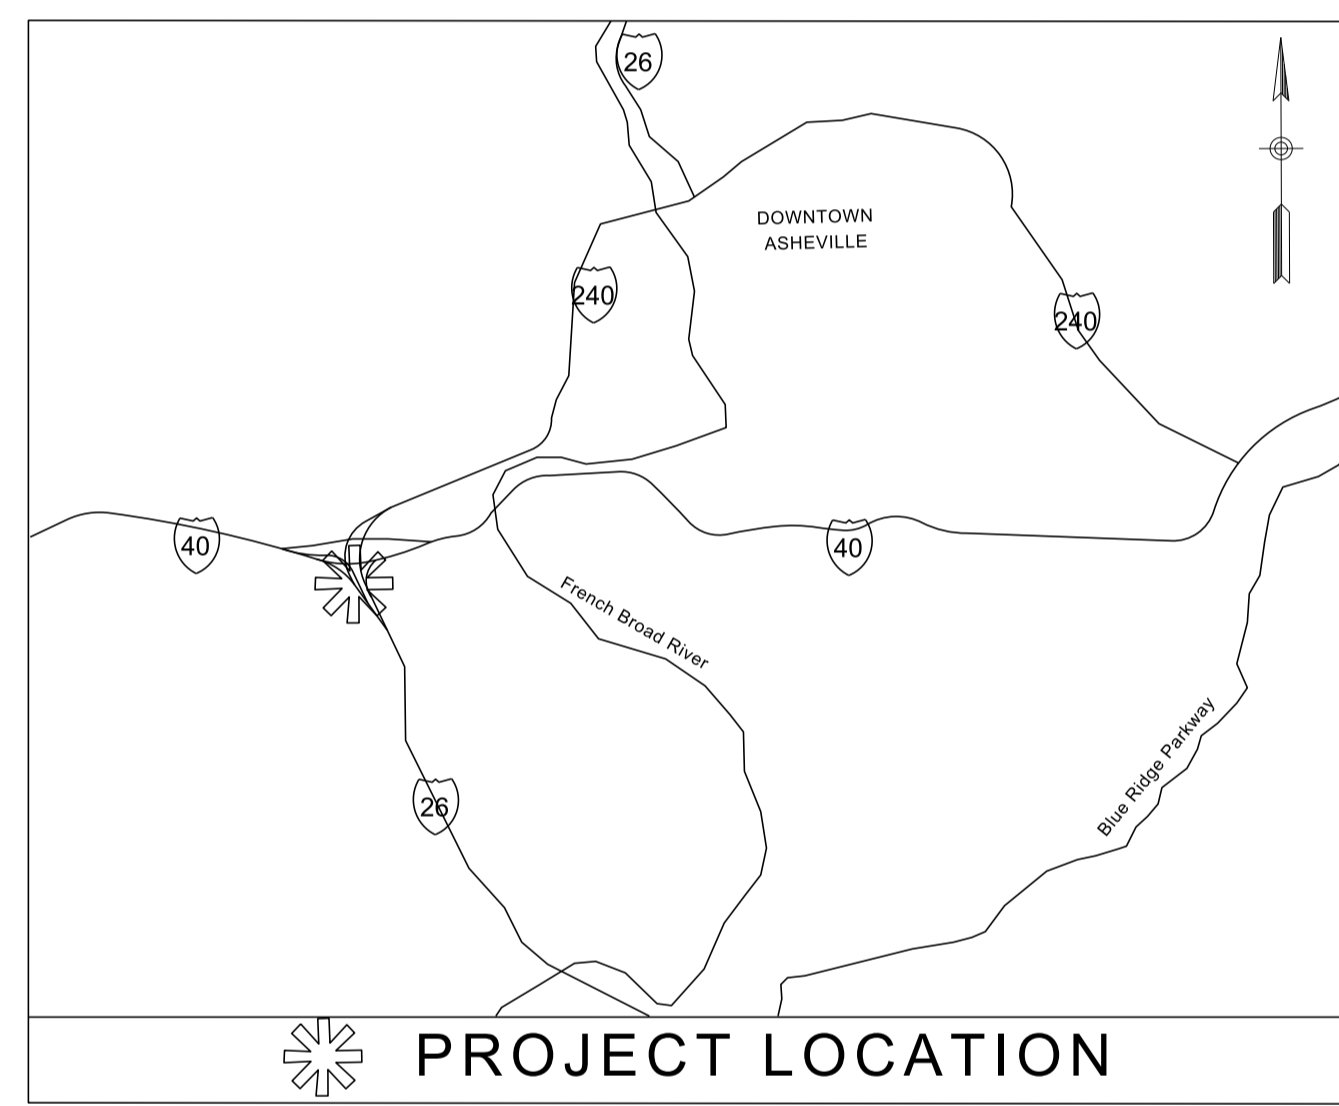 26
DOWNTOWN
ASHEVILLE
240
240
40
40
French Broad River
Blue Ridge Parkway
26
PROJECT LOCATION